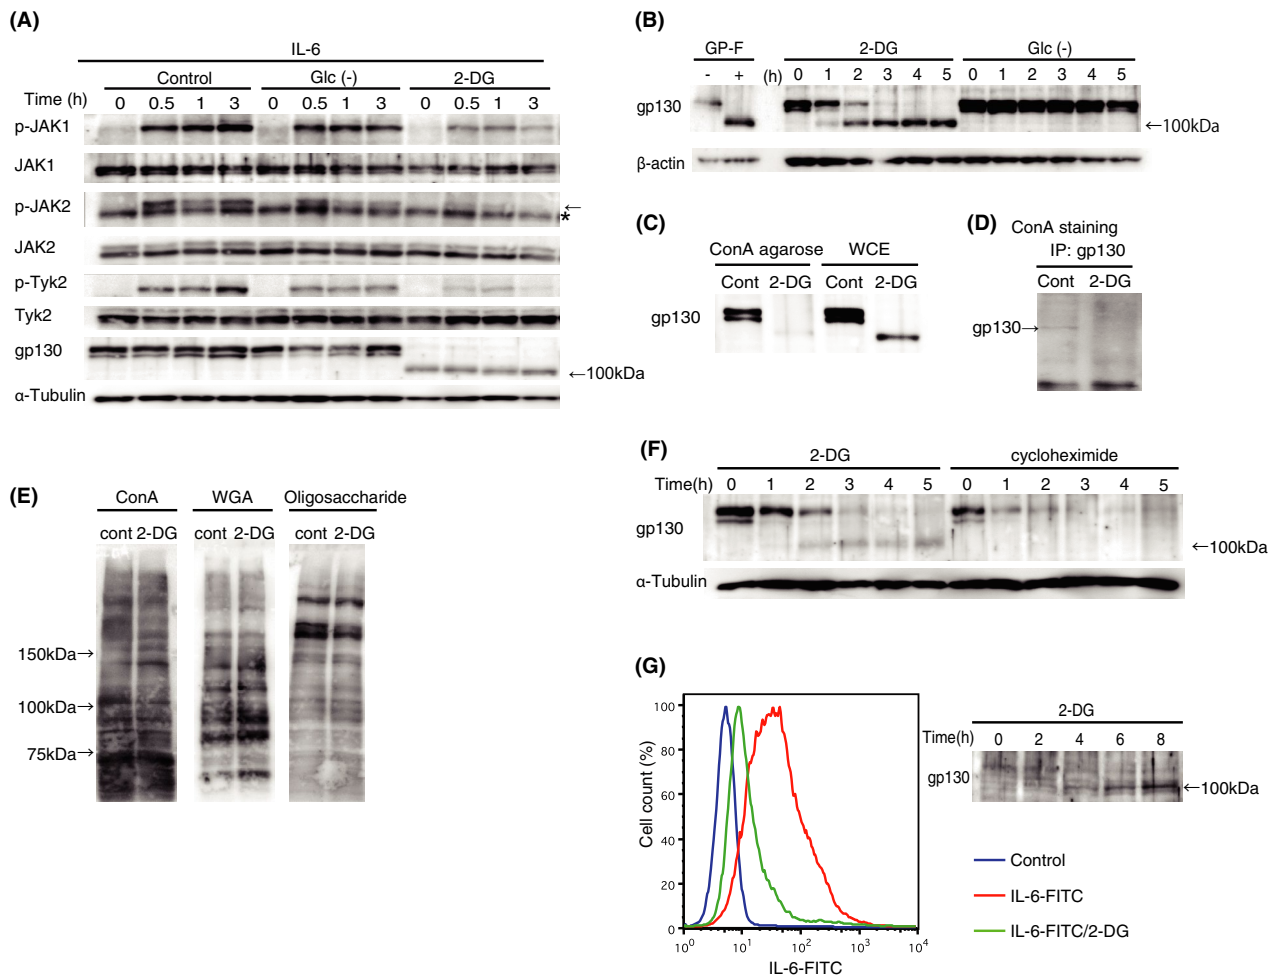 (A)
IL-6
Control Glc (-) 2-DG
Time (h) 0 0.5 1 3 0 0.5 1 3 0 0.5 1 3
p-JAK1
JAK1
p-JAK2 ←
*
JAK2
p-Tyk2
Tyk2
gp130
←100kDa
α-Tubulin
(B)
GP-F 2-DG Glc (-)
- + (h) 0 1 2 3 4 5 0 1 2 3 4 5
gp130
←100kDa
β-actin
(C)
ConA agarose WCE
Cont 2-DG Cont 2-DG
gp130
(D)
ConA staining
IP: gp130
Cont 2-DG
gp130→
(E)
ConA WGA Oligosaccharide
cont 2-DG cont 2-DG cont 2-DG
150kDa→
100kDa→
75kDa→
(F)
2-DG cycloheximide
Time(h) 0 1 2 3 4 5 0 1 2 3 4 5
gp130
←100kDa
α-Tubulin
(G)
100
80
60
40
20
0
Cell count (%)
10⁰ 10¹ 10² 10³ 10⁴
IL-6-FITC
2-DG
Time(h) 0 2 4 6 8
gp130
←100kDa
Control
IL-6-FITC
IL-6-FITC/2-DG